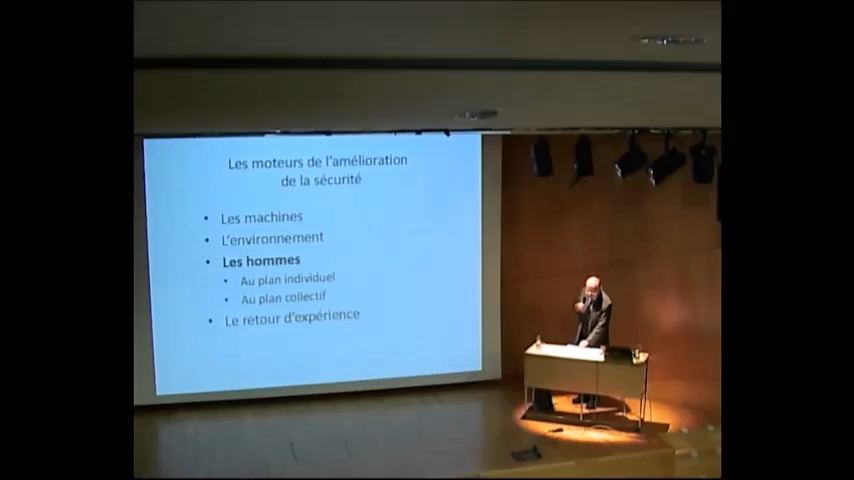 Les moteurs de l'amélioration
de la sécurité
• Les machines
• L'environnement
• Les hommes
• Au plan individuel
• Au plan collectif
• Le retour d'expérience